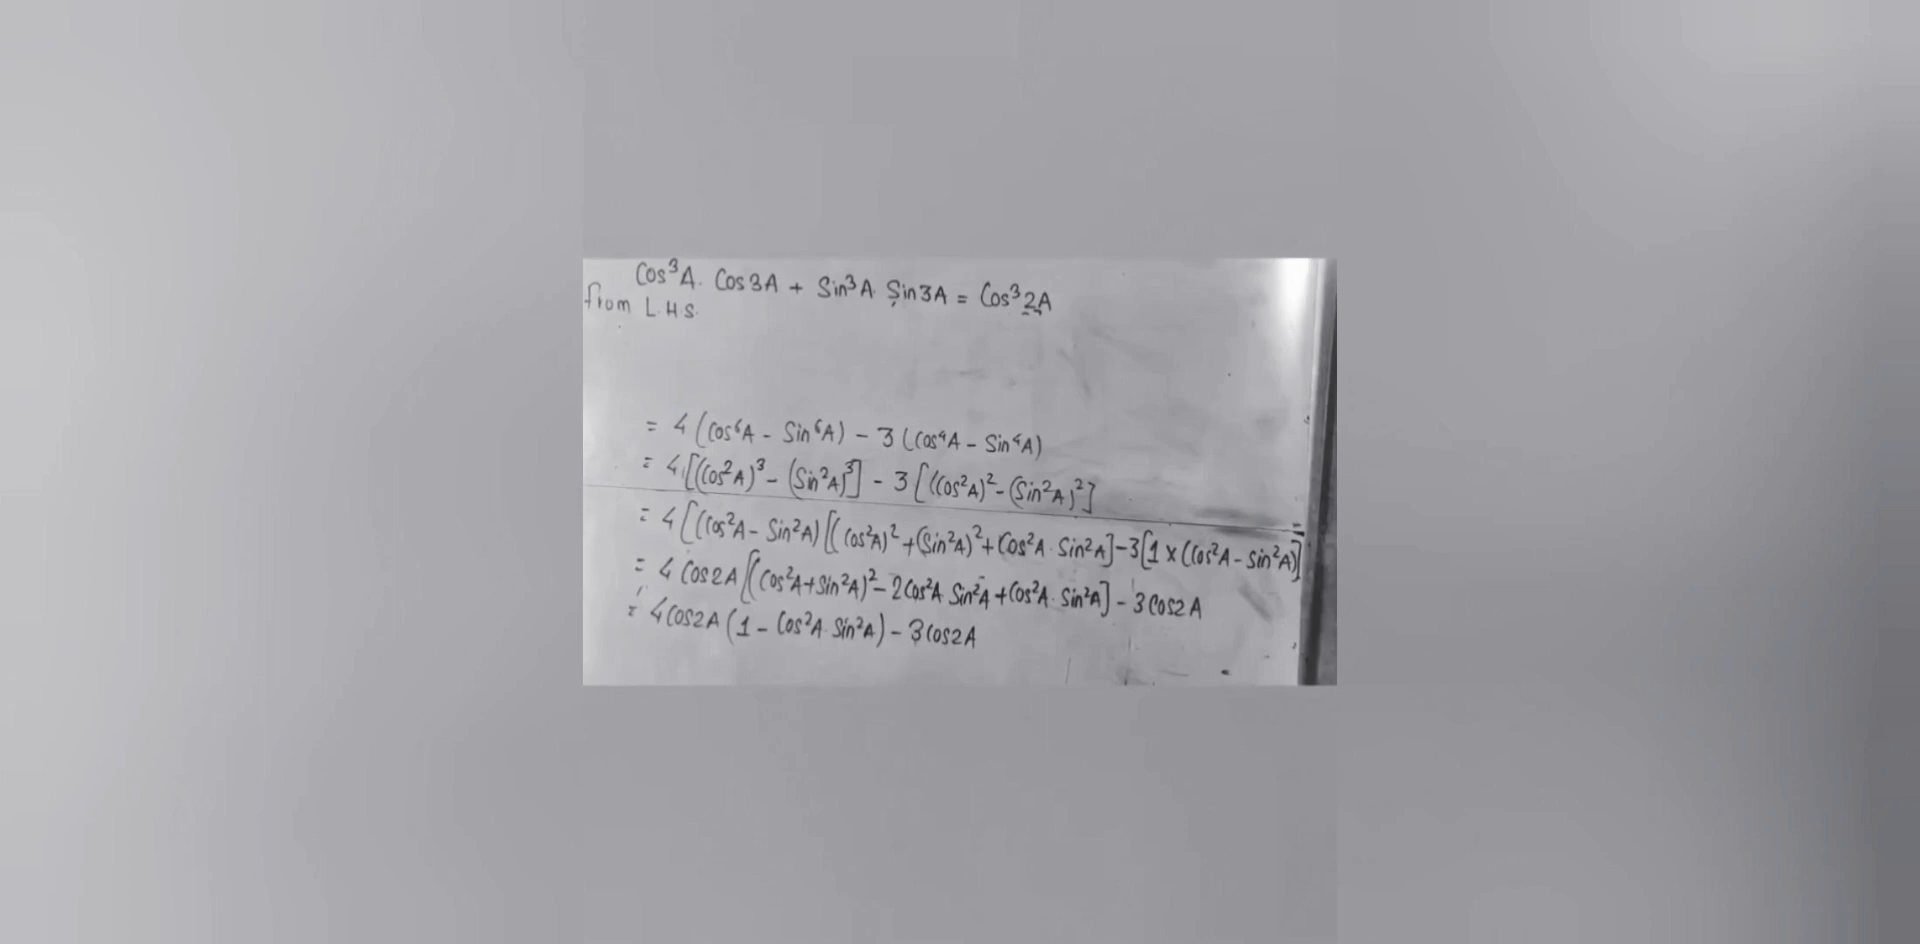 Cos³A. Cos3A + Sin³A Sin3A = Cos³2A
from L.H.S.
= 4(Cos⁶A - Sin⁶A) - 3(Cos⁴A - Sin⁴A)
= 4[(Cos²A)³ - (Sin²A)³] - 3[(Cos²A)² - (Sin²A)²]
= 4[(Cos²A - Sin²A)[(Cos²A)² + (Sin²A)² + Cos²A. Sin²A] - 3[1 x (Cos²A - Sin²A)]
= 4 Cos2A[(Cos²A + Sin²A)² - 2Cos²A Sin²A + Cos²A. Sin²A] - 3Cos2A
= 4Cos2A (1 - Cos²A. Sin²A) - 3Cos2A